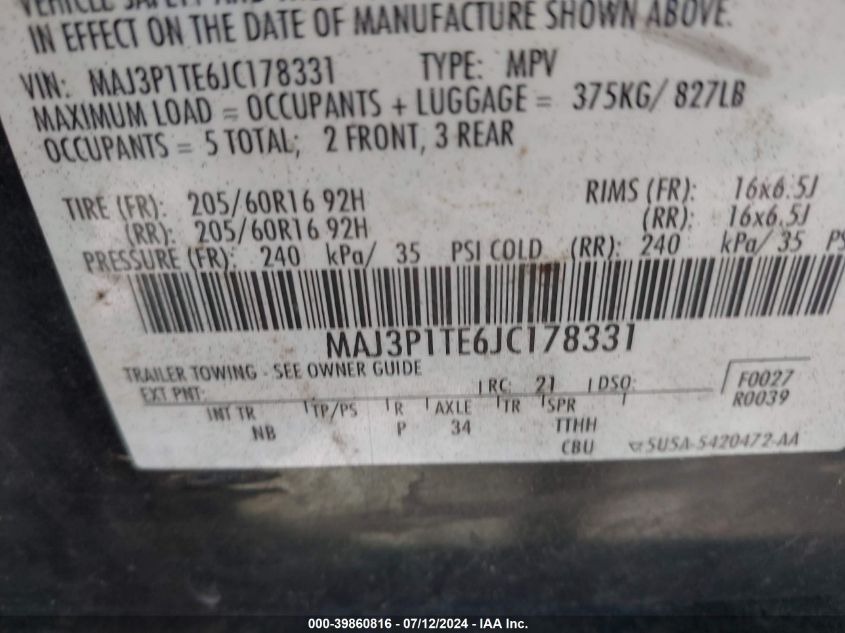 VEHICLE SAFETY AND
IN EFFECT ON THE DATE OF MANUFACTURE SHOWN ABOVE.
VIN: MAJ3P1TE6JC178331 TYPE: MPV
MAXIMUM LOAD = OCCUPANTS + LUGGAGE = 375KG/ 827LB
OCCUPANTS = 5 TOTAL; 2 FRONT, 3 REAR
TIRE (FR): 205/60R16 92H RIMS (FR): 16x6.5J
(RR): 205/60R16 92H (RR): 16x6.5J
PRESSURE (FR): 240 kPa/ 35 PSI COLD (RR): 240 kPa/ 35 PS
MAJ3P1TE6JC178331
TRAILER TOWING - SEE OWNER GUIDE
EXT PNT: RC: 21 DSO: F0027
INT TR TP/PS R AXLE TR SPR R0039
NB P 34 TTHH
CBU 5U5A-5420472-AA
000-39860816 - 07/12/2024 - IAA Inc.